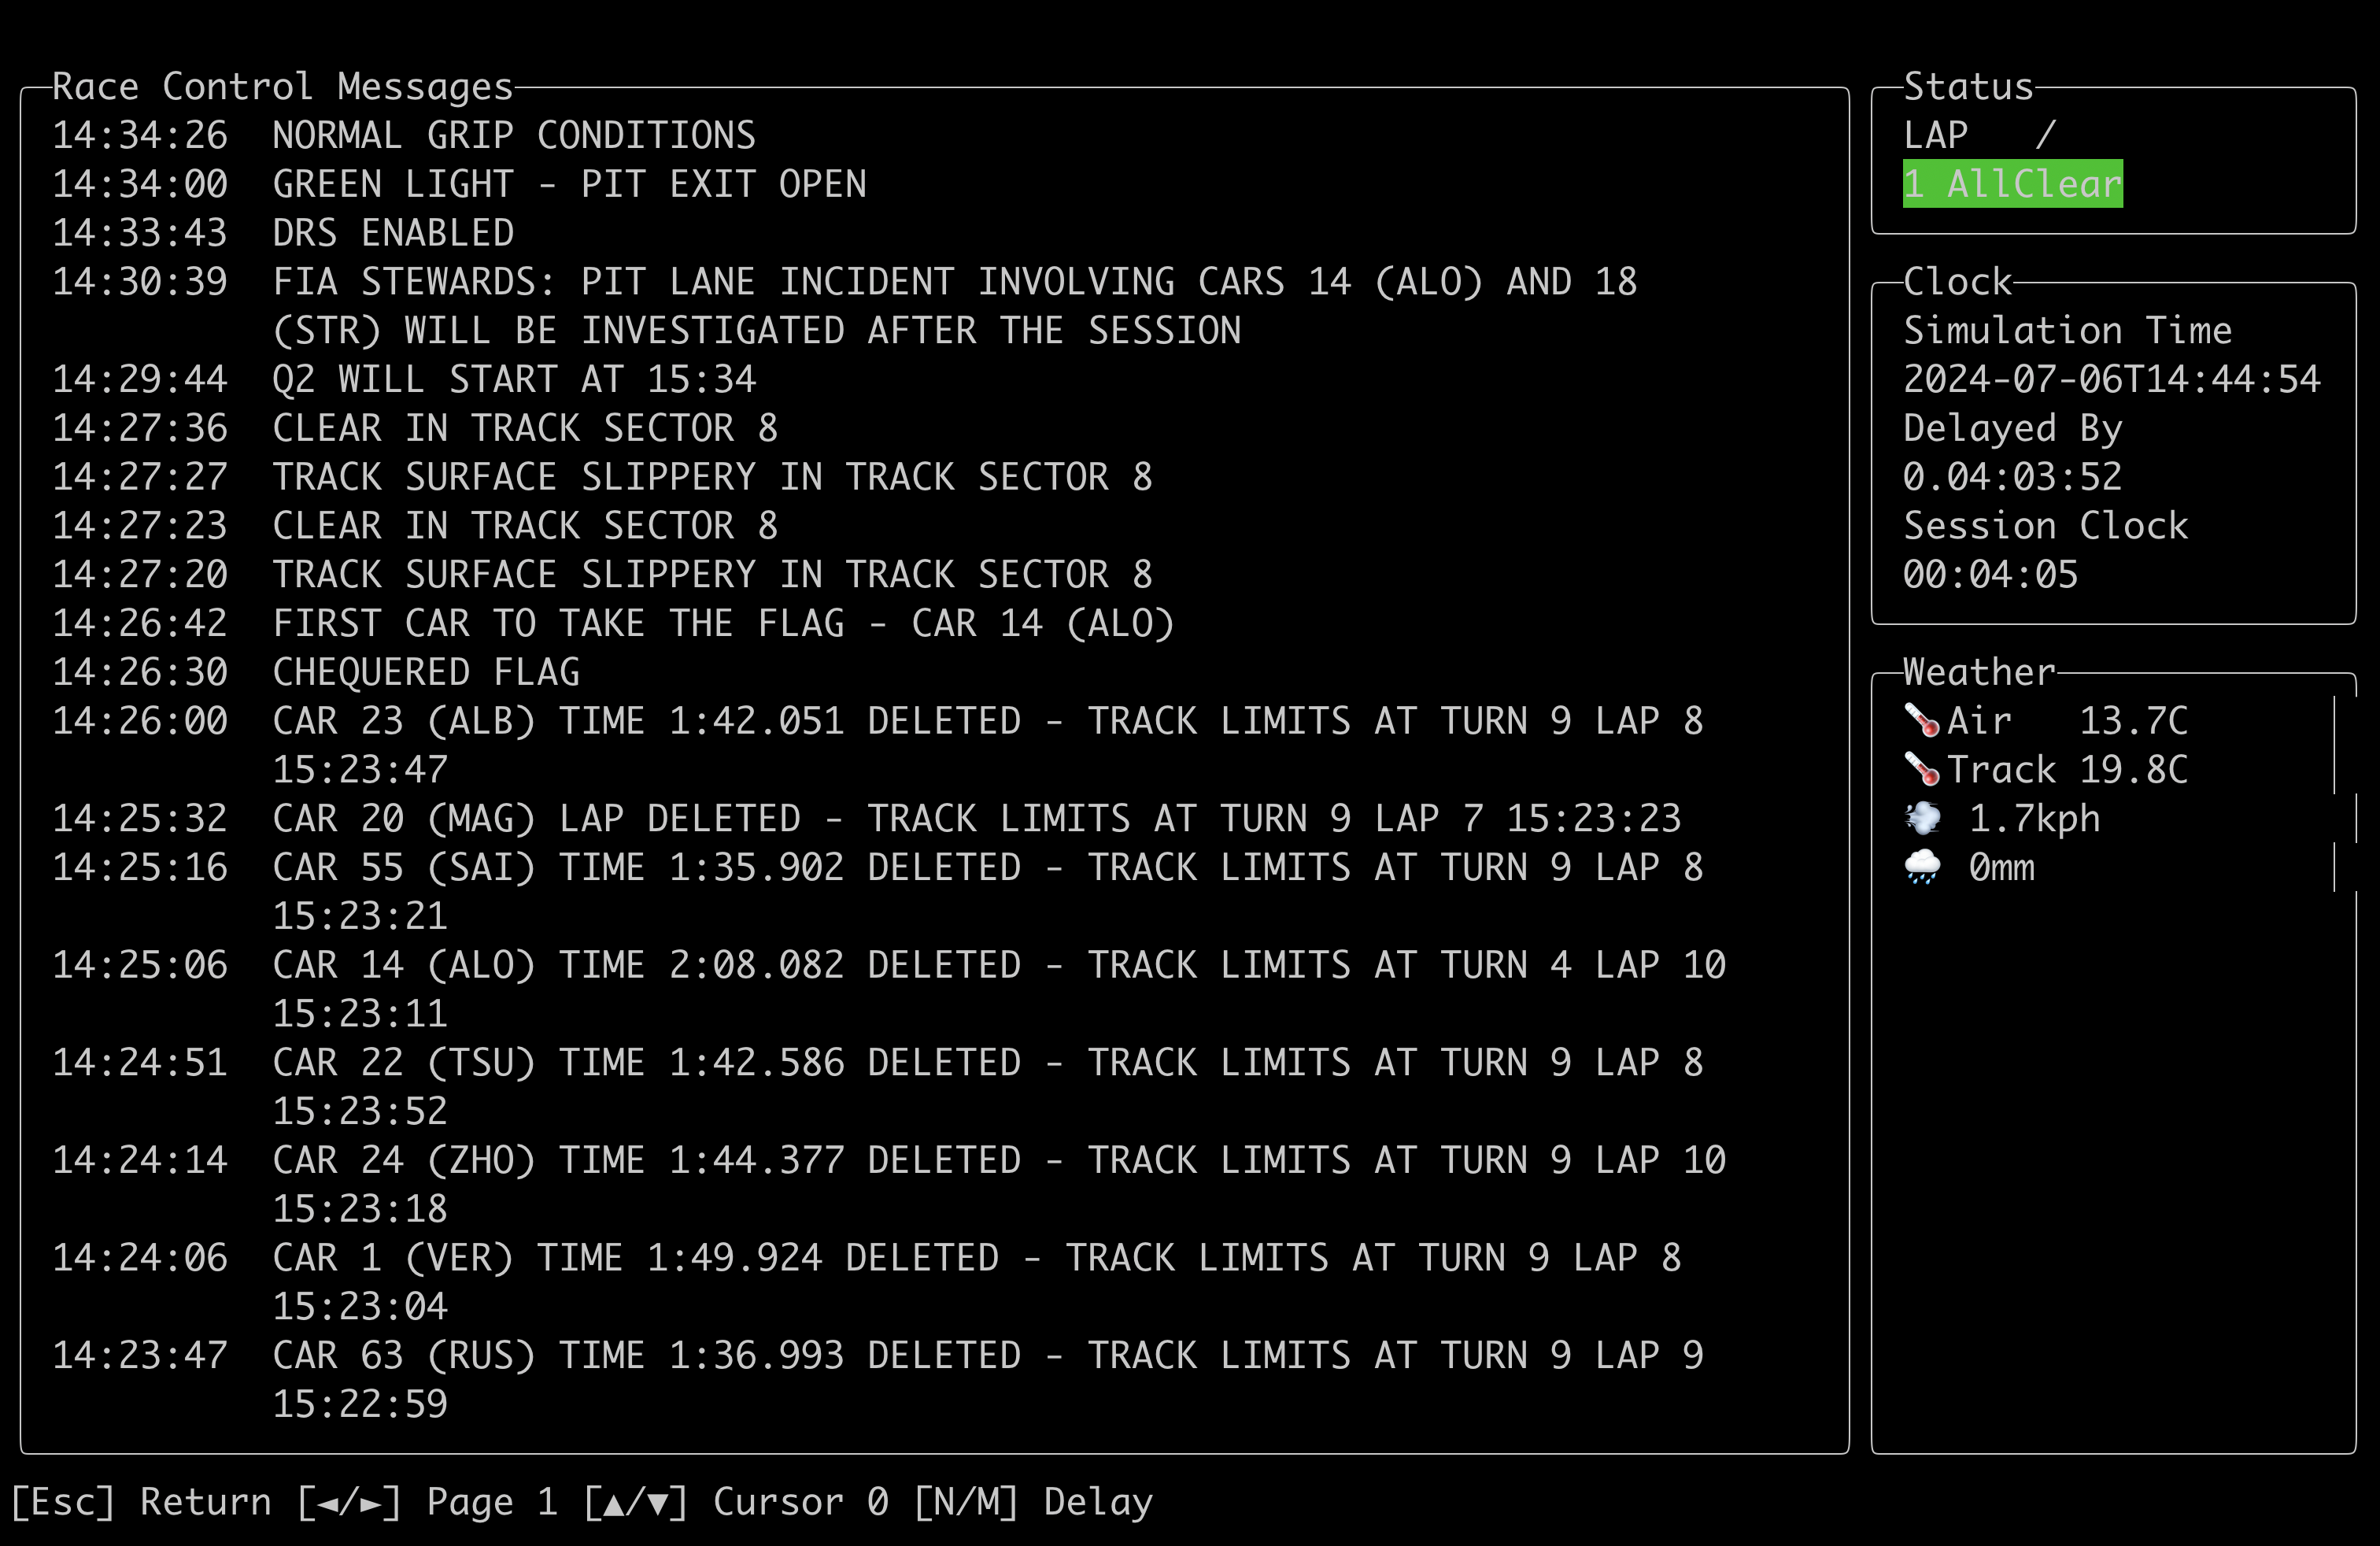 Race Control Messages
14:34:26 NORMAL GRIP CONDITIONS
14:34:00 GREEN LIGHT - PIT EXIT OPEN
14:33:43 DRS ENABLED
14:30:39 FIA STEWARDS: PIT LANE INCIDENT INVOLVING CARS 14 (ALO) AND 18
(STR) WILL BE INVESTIGATED AFTER THE SESSION
14:29:44 Q2 WILL START AT 15:34
14:27:36 CLEAR IN TRACK SECTOR 8
14:27:27 TRACK SURFACE SLIPPERY IN TRACK SECTOR 8
14:27:23 CLEAR IN TRACK SECTOR 8
14:27:20 TRACK SURFACE SLIPPERY IN TRACK SECTOR 8
14:26:42 FIRST CAR TO TAKE THE FLAG - CAR 14 (ALO)
14:26:30 CHEQUERED FLAG
14:26:00 CAR 23 (ALB) TIME 1:42.051 DELETED - TRACK LIMITS AT TURN 9 LAP 8
15:23:47
14:25:32 CAR 20 (MAG) LAP DELETED - TRACK LIMITS AT TURN 9 LAP 7 15:23:23
14:25:16 CAR 55 (SAI) TIME 1:35.902 DELETED - TRACK LIMITS AT TURN 9 LAP 8
15:23:21
14:25:06 CAR 14 (ALO) TIME 2:08.082 DELETED - TRACK LIMITS AT TURN 4 LAP 10
15:23:11
14:24:51 CAR 22 (TSU) TIME 1:42.586 DELETED - TRACK LIMITS AT TURN 9 LAP 8
15:23:52
14:24:14 CAR 24 (ZHO) TIME 1:44.377 DELETED - TRACK LIMITS AT TURN 9 LAP 10
15:23:18
14:24:06 CAR 1 (VER) TIME 1:49.924 DELETED - TRACK LIMITS AT TURN 9 LAP 8
15:23:04
14:23:47 CAR 63 (RUS) TIME 1:36.993 DELETED - TRACK LIMITS AT TURN 9 LAP 9
15:22:59
Status
LAP /
1 AllClear
Clock
Simulation Time
2024-07-06T14:44:54
Delayed By
0.04:03:52
Session Clock
00:04:05
Weather
Air 13.7C
Track 19.8C
1.7kph
0mm
[Esc] Return [◄/►] Page 1 [▲/▼] Cursor 0 [N/M] Delay